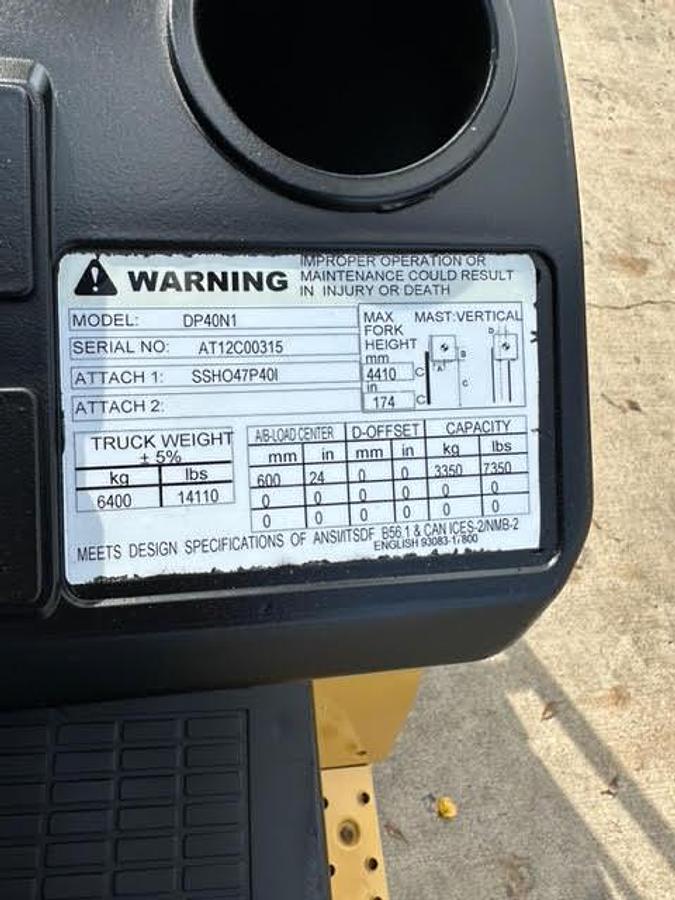 WARNING
IMPROPER OPERATION OR
MAINTENANCE COULD RESULT
IN INJURY OR DEATH
MODEL: DP40N1
SERIAL NO: AT12C00315
ATTACH 1: SSHO47P40I
ATTACH 2:
MAX
FORK
HEIGHT
mm
4410 C
in
174 C
MAST:VERTICAL
D
B
A
C
TRUCK WEIGHT
± 5%
kg lbs
6400 14110
A/B-LOAD CENTER D-OFFSET CAPACITY
mm in mm in kg lbs
600 24 0 0 3350 7350
0 0 0 0 0 0
0 0 0 0 0 0
MEETS DESIGN SPECIFICATIONS OF ANSI/ITSDF B56.1 & CAN ICES-2/NMB-2
ENGLISH 93083-17800